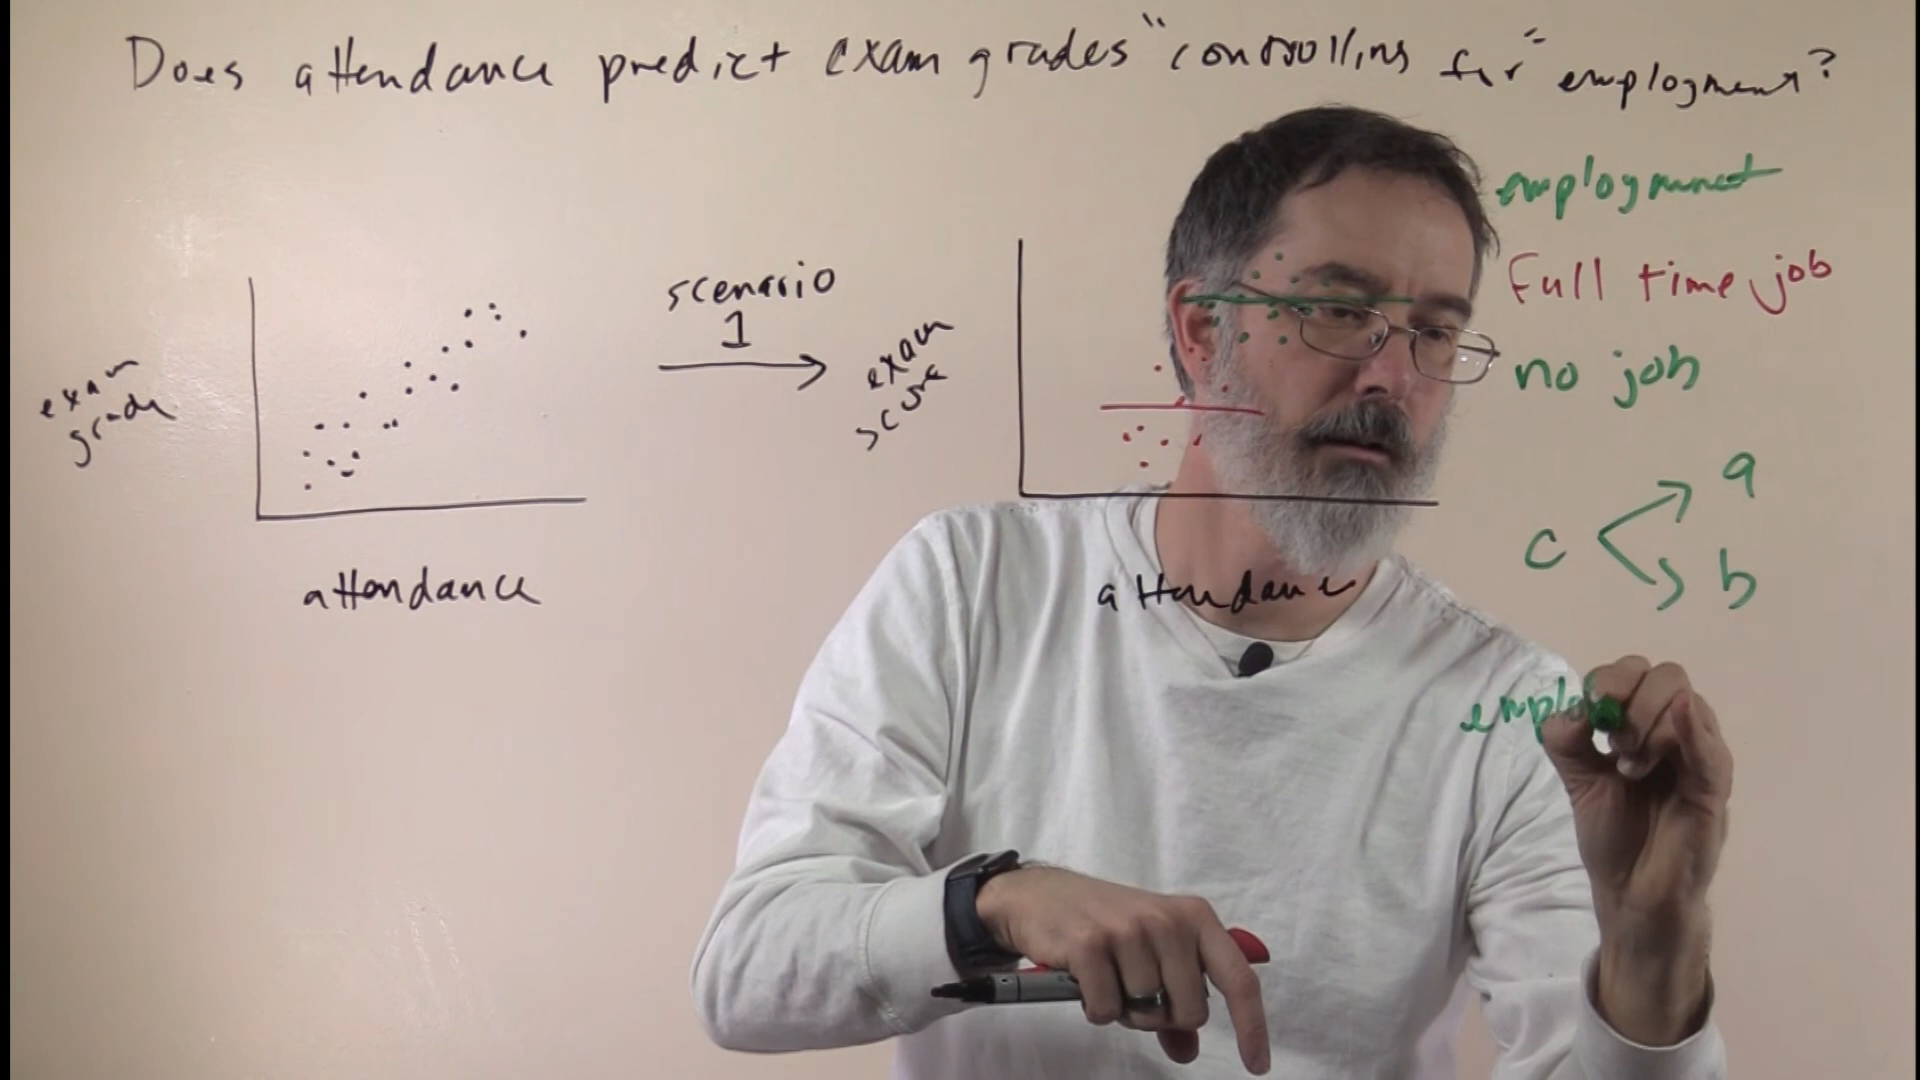 Does attendance predict exam grades "controlling for" employment?
employment
Full time job
no job
scenario
1
exam
grade
exam
score
a
c
b
attendance
attendance
emplo